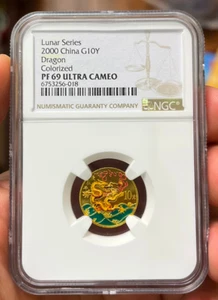 Lunar Series
2000 China G10Y
Dragon
Colorized
PF 69 ULTRA CAMEO
6753256-018
NGC
NUMISMATIC GUARANTY COMPANY